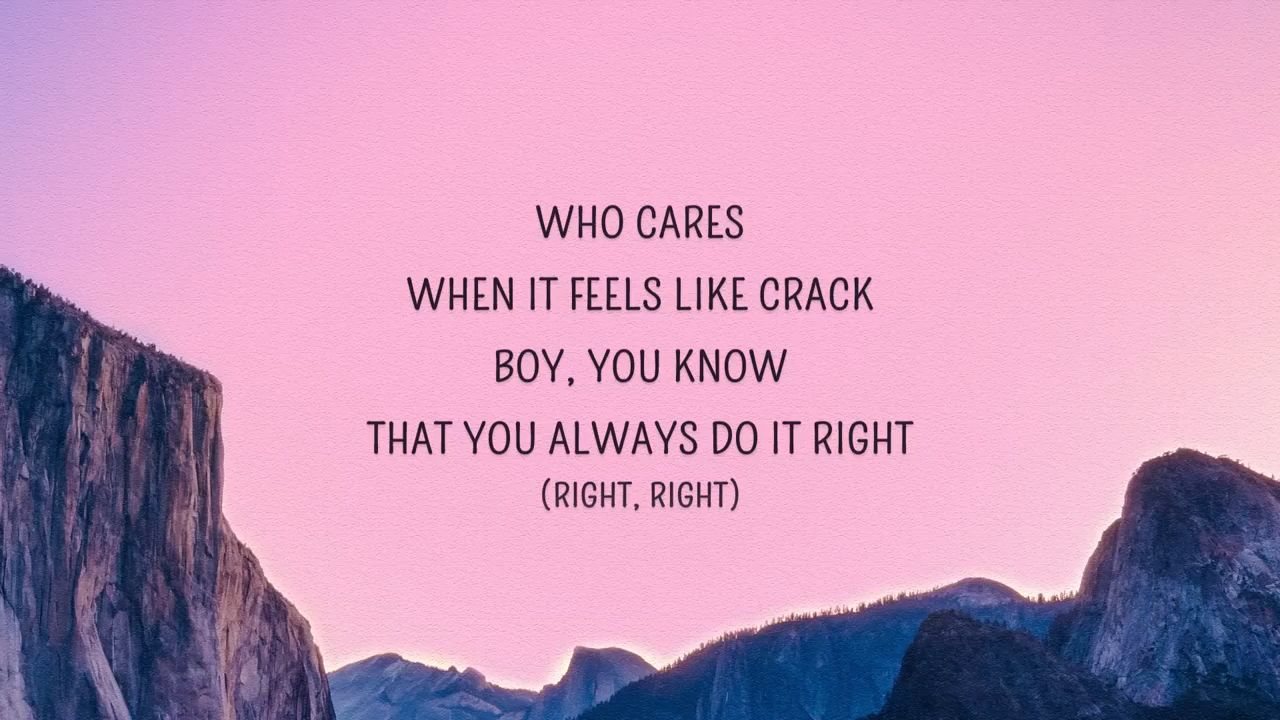 WHO CARES
WHEN IT FEELS LIKE CRACK
BOY, YOU KNOW
THAT YOU ALWAYS DO IT RIGHT
(RIGHT, RIGHT)